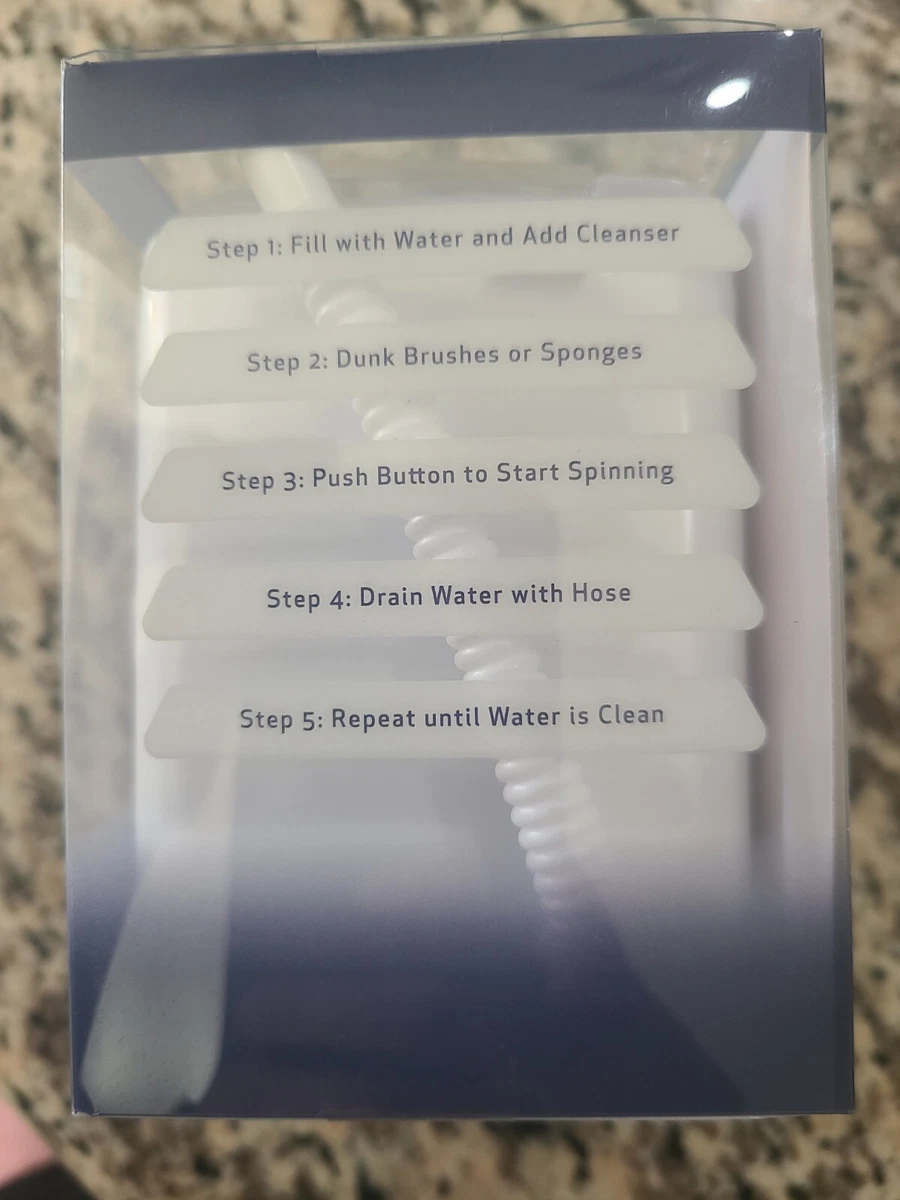 Step 1: Fill with Water and Add Cleanser
Step 2: Dunk Brushes or Sponges
Step 3: Push Button to Start Spinning
Step 4: Drain Water with Hose
Step 5: Repeat until Water is Clean